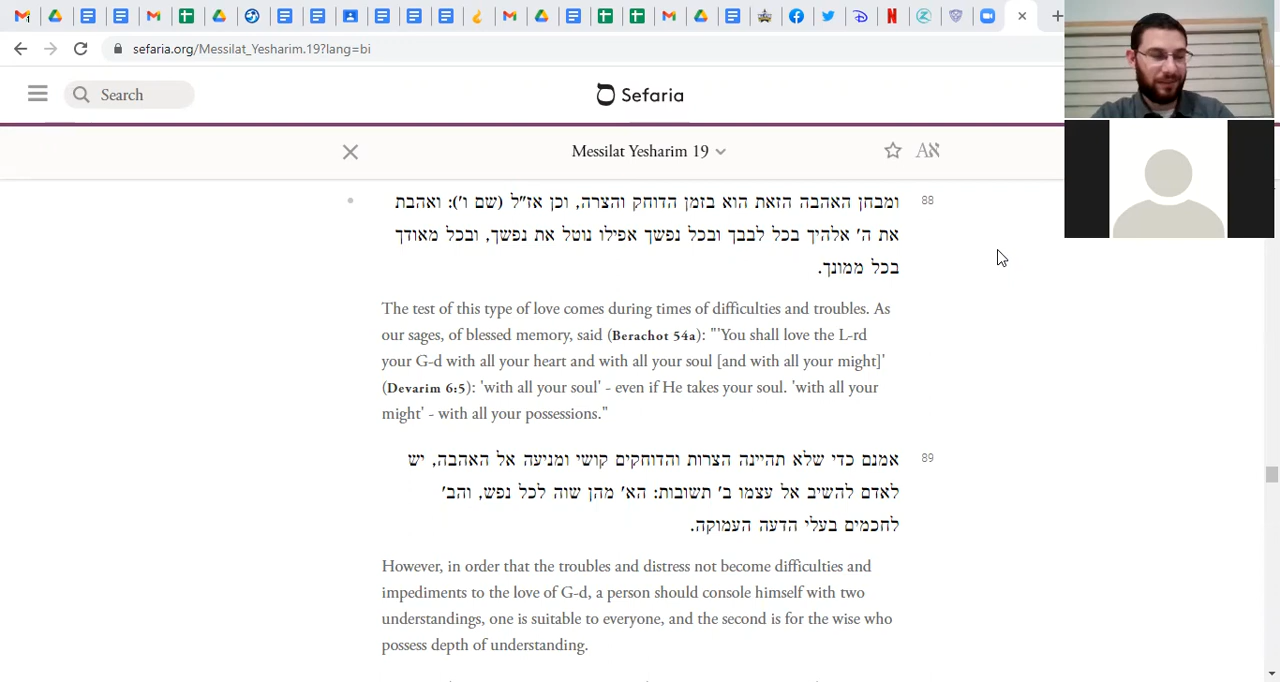 sefaria.org/Messilat_Yesharim.19?lang=bi
Search
Sefaria
Messilat Yesharim 19
88
ומבחן האהבה הזאת הוא בזמן הדוחק והצרה, וכן אז״ל (שם ו׳): ואהבת
את ה׳ אלהיך בכל לבבך ובכל נפשך אפילו נוטל את נפשך, ובכל מאודך
בכל ממונך.
The test of this type of love comes during times of difficulties and troubles. As
our sages, of blessed memory, said (Berachot 54a): "'You shall love the L-rd
your G-d with all your heart and with all your soul [and with all your might]'
(Devarim 6:5): 'with all your soul' - even if He takes your soul. 'with all your
might' - with all your possessions."
89
אמנם כדי שלא תהיינה הצרות והדוחקים קושי ומניעה אל האהבה, יש
לאדם להשיב אל עצמו ב׳ תשובות: הא׳ מהן שוה לכל נפש, והב׳
לחכמים בעלי הדעה העמוקה.
However, in order that the troubles and distress not become difficulties and
impediments to the love of G-d, a person should console himself with two
understandings, one is suitable to everyone, and the second is for the wise who
possess depth of understanding.